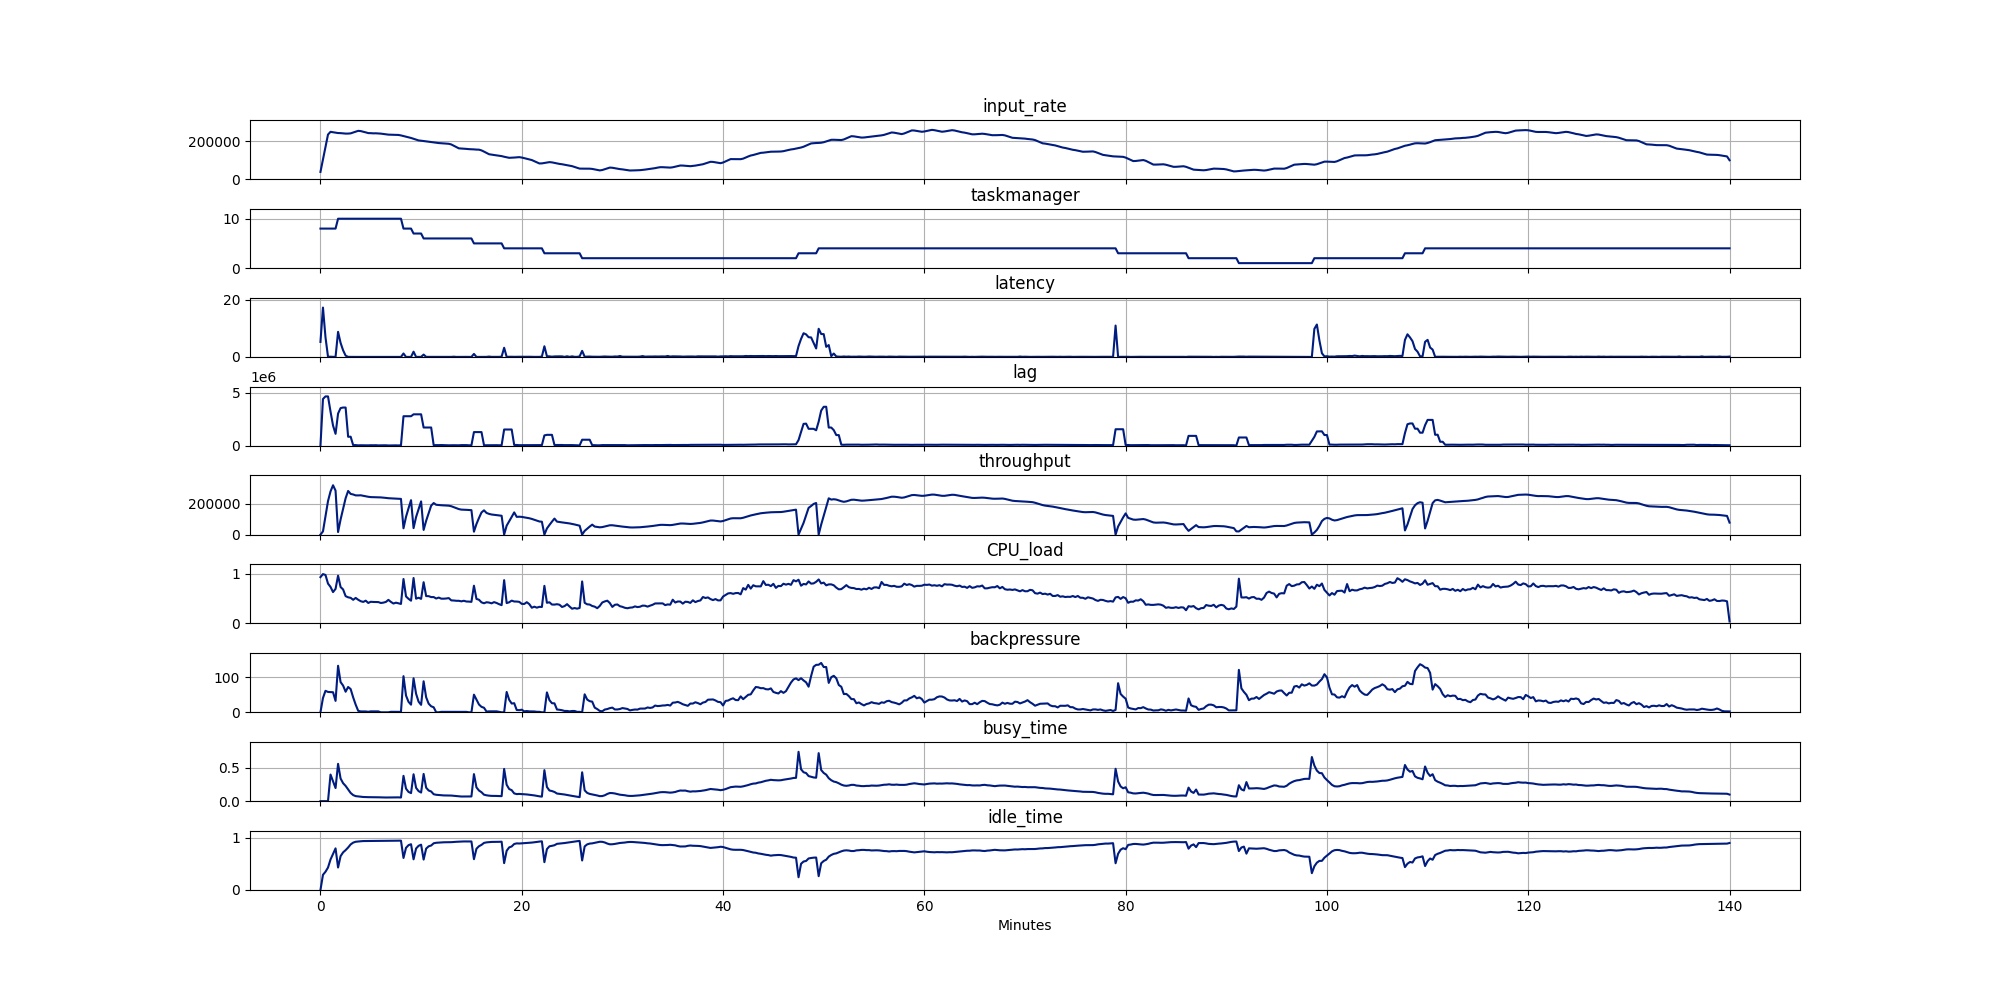 input_rate
200000
0
taskmanager
10
0
latency
20
0
1e6
lag
5
0
throughput
200000
0
CPU_load
1
0
backpressure
100
0
busy_time
0.5
0.0
idle_time
1
0
0 20 40 60 80 100 120 140
Minutes